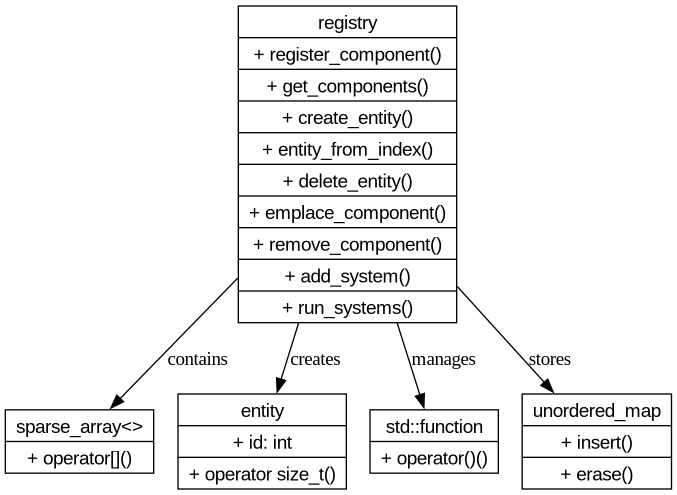 registry
+ register_component()
+ get_components()
+ create_entity()
+ entity_from_index()
+ delete_entity()
+ emplace_component()
+ remove_component()
+ add_system()
+ run_systems()
contains
creates
manages
stores
sparse_array<>
+ operator[]()
entity
+ id: int
+ operator size_t()
std::function
+ operator()()
unordered_map
+ insert()
+ erase()